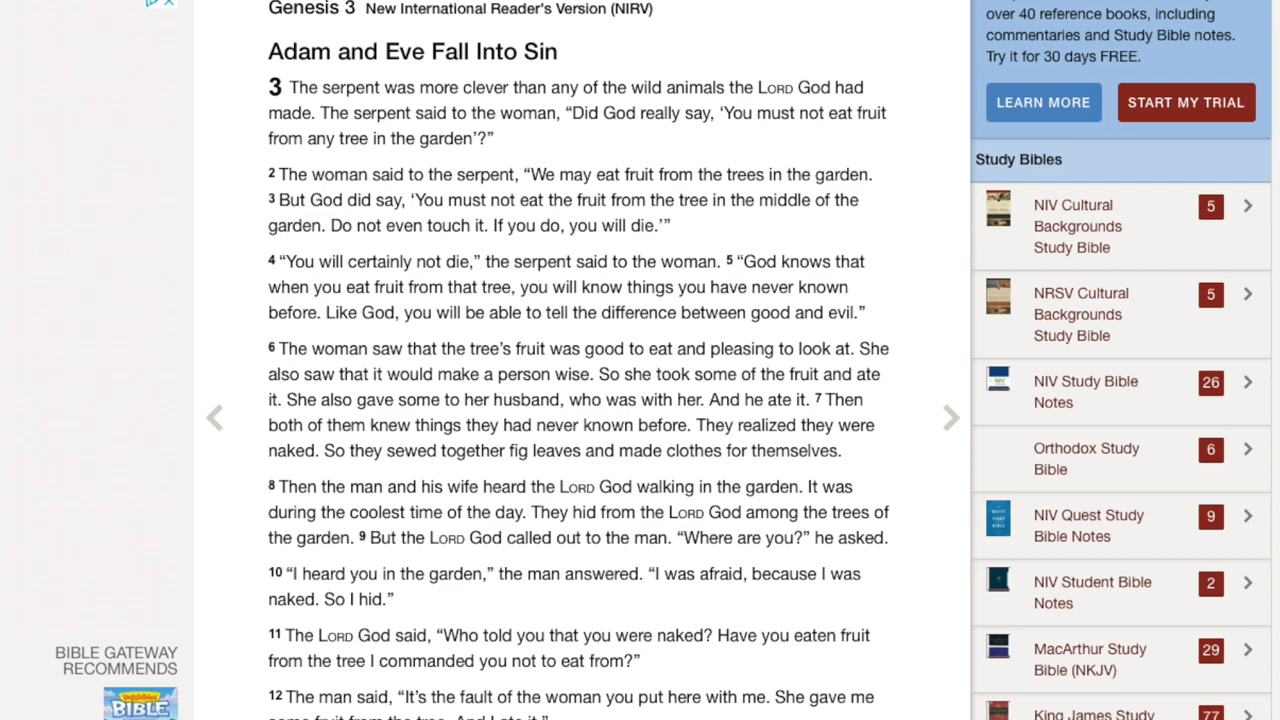 Genesis 3 New International Reader's Version (NIRV)
Adam and Eve Fall Into Sin
3 The serpent was more clever than any of the wild animals the LORD God had
made. The serpent said to the woman, “Did God really say, ‘You must not eat fruit
from any tree in the garden’?”
2 The woman said to the serpent, “We may eat fruit from the trees in the garden.
3 But God did say, ‘You must not eat the fruit from the tree in the middle of the
garden. Do not even touch it. If you do, you will die.’”
4 “You will certainly not die,” the serpent said to the woman. 5 “God knows that
when you eat fruit from that tree, you will know things you have never known
before. Like God, you will be able to tell the difference between good and evil.”
6 The woman saw that the tree’s fruit was good to eat and pleasing to look at. She
also saw that it would make a person wise. So she took some of the fruit and ate
it. She also gave some to her husband, who was with her. And he ate it. 7 Then
both of them knew things they had never known before. They realized they were
naked. So they sewed together fig leaves and made clothes for themselves.
8 Then the man and his wife heard the LORD God walking in the garden. It was
during the coolest time of the day. They hid from the LORD God among the trees of
the garden. 9 But the LORD God called out to the man. “Where are you?” he asked.
10 “I heard you in the garden,” the man answered. “I was afraid, because I was
naked. So I hid.”
11 The LORD God said, “Who told you that you were naked? Have you eaten fruit
from the tree I commanded you not to eat from?”
12 The man said, “It’s the fault of the woman you put here with me. She gave me
some fruit from the tree. And I ate it.”
over 40 reference books, including
commentaries and Study Bible notes.
Try it for 30 days FREE.
LEARN MORE
START MY TRIAL
Study Bibles
NIV Cultural
Backgrounds
Study Bible
5
NRSV Cultural
Backgrounds
Study Bible
5
NIV Study Bible
Notes
26
Orthodox Study
Bible
6
NIV Quest Study
Bible Notes
9
NIV Student Bible
Notes
2
MacArthur Study
Bible (NKJV)
29
King James Study
77
BIBLE GATEWAY
RECOMMENDS
BIBLE